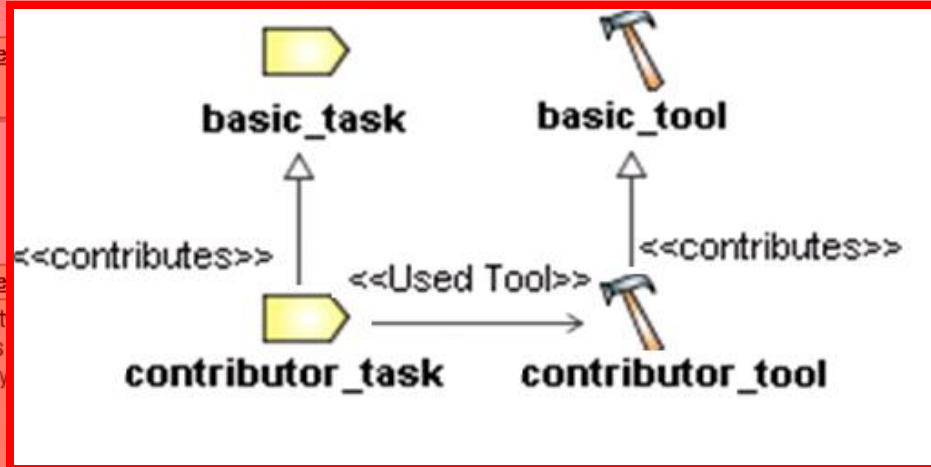 basic_task
basic_tool
<<contributes>>
<<contributes>>
<<Used Tool>>
contributor_task
contributor_tool